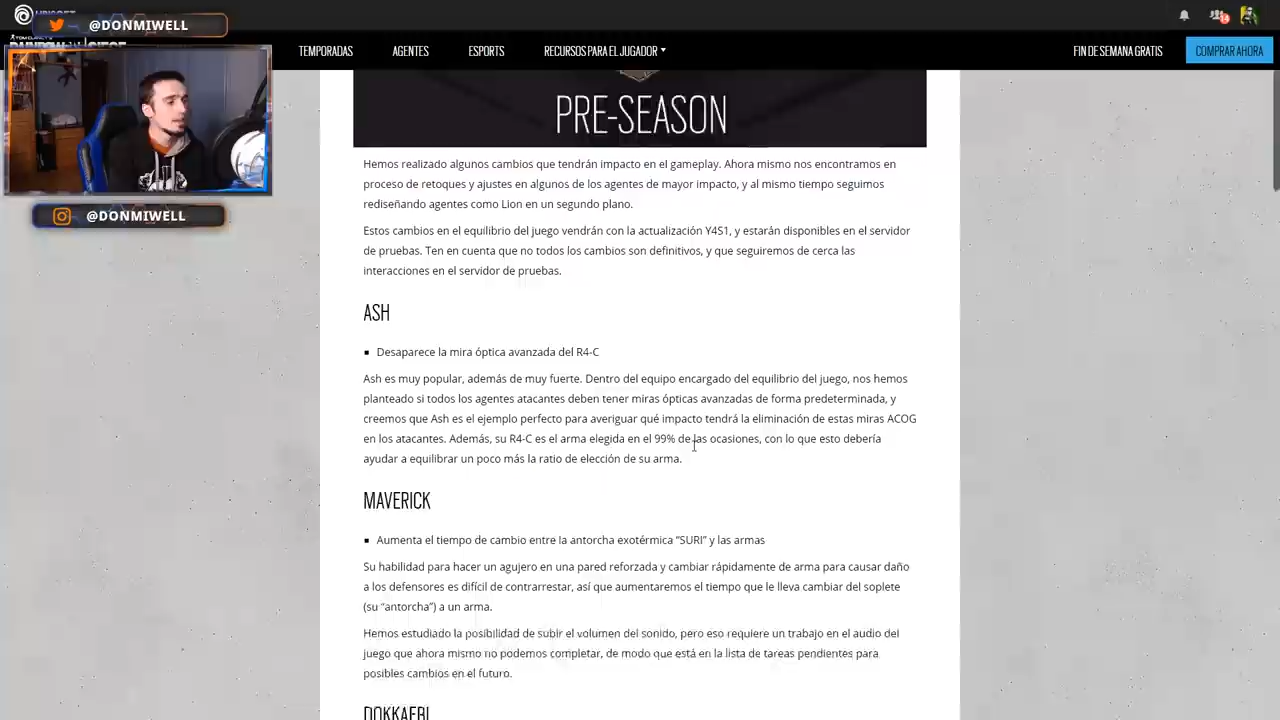 UBISOFT
@DONMIWELL
14
TEMPORADAS
AGENTES
ESPORTS
RECURSOS PARA EL JUGADOR
FIN DE SEMANA GRATIS
COMPRAR AHORA
@DONMIWELL
PRE-SEASON
Hemos realizado algunos cambios que tendrán impacto en el gameplay. Ahora mismo nos encontramos en
proceso de retoques y ajustes en algunos de los agentes de mayor impacto, y al mismo tiempo seguimos
rediseñando agentes como Lion en un segundo plano.
Estos cambios en el equilibrio del juego vendrán con la actualización Y4S1, y estarán disponibles en el servidor
de pruebas. Ten en cuenta que no todos los cambios son definitivos, y que seguiremos de cerca las
interacciones en el servidor de pruebas.
ASH
▪ Desaparece la mira óptica avanzada del R4-C
Ash es muy popular, además de muy fuerte. Dentro del equipo encargado del equilibrio del juego, nos hemos
planteado si todos los agentes atacantes deben tener miras ópticas avanzadas de forma predeterminada, y
creemos que Ash es el ejemplo perfecto para averiguar qué impacto tendrá la eliminación de estas miras ACOG
en los atacantes. Además, su R4-C es el arma elegida en el 99% de las ocasiones, con lo que esto debería
ayudar a equilibrar un poco más la ratio de elección de su arma.
MAVERICK
▪ Aumenta el tiempo de cambio entre la antorcha exotérmica “SURI” y las armas
Su habilidad para hacer un agujero en una pared reforzada y cambiar rápidamente de arma para causar daño
a los defensores es difícil de contrarrestar, así que aumentaremos el tiempo que le lleva cambiar del soplete
(su “antorcha”) a un arma.
Hemos estudiado la posibilidad de subir el volumen del sonido, pero eso requiere un trabajo en el audio del
juego que ahora mismo no podemos completar, de modo que está en la lista de tareas pendientes para
posibles cambios en el futuro.
DOKKAEBI